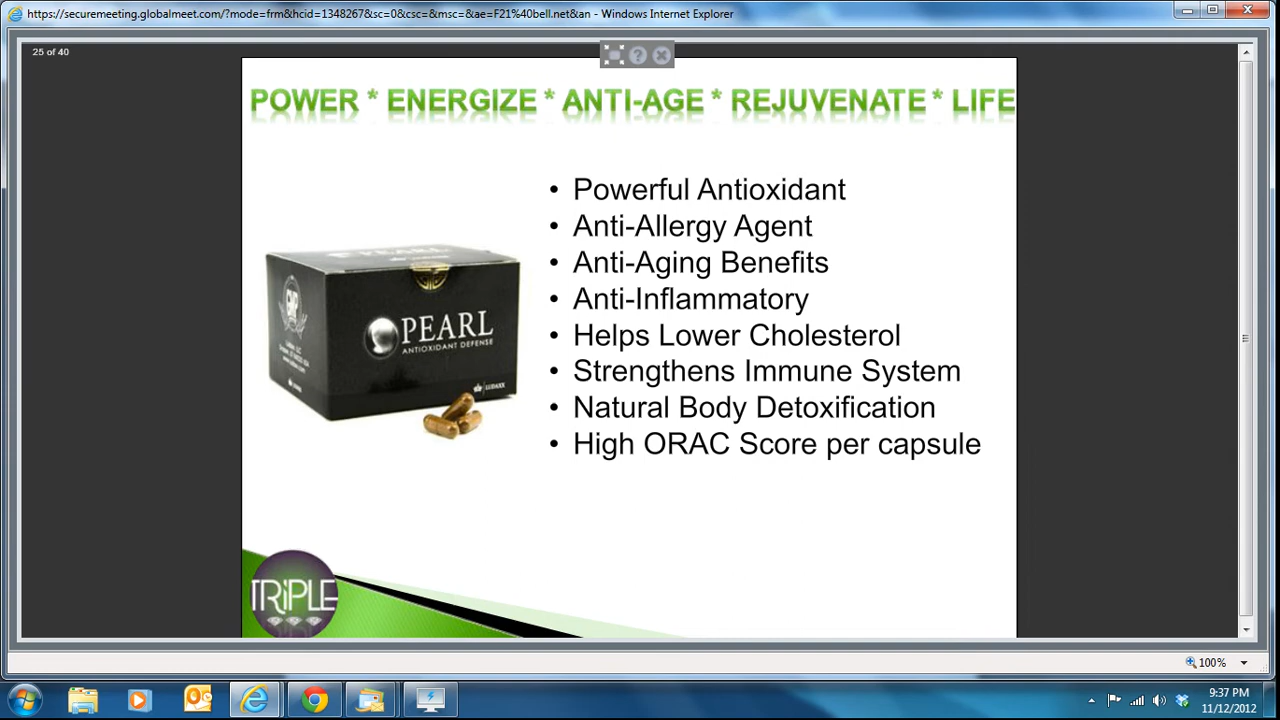 https://securemeeting.globalmeet.com/?mode=frm&hcid=1348267&sc=0&csc=&msc=&ae=F21%40bell.net&an - Windows Internet Explorer
25 of 40
POWER * ENERGIZE * ANTI-AGE * REJUVENATE * LIFE
• Powerful Antioxidant
• Anti-Allergy Agent
• Anti-Aging Benefits
• Anti-Inflammatory
• Helps Lower Cholesterol
• Strengthens Immune System
• Natural Body Detoxification
• High ORAC Score per capsule
PEARL
PEARL
ANTIOXIDANT DEFENSE
LUDAXX
TRIPLE
100%
9:37 PM
11/12/2012